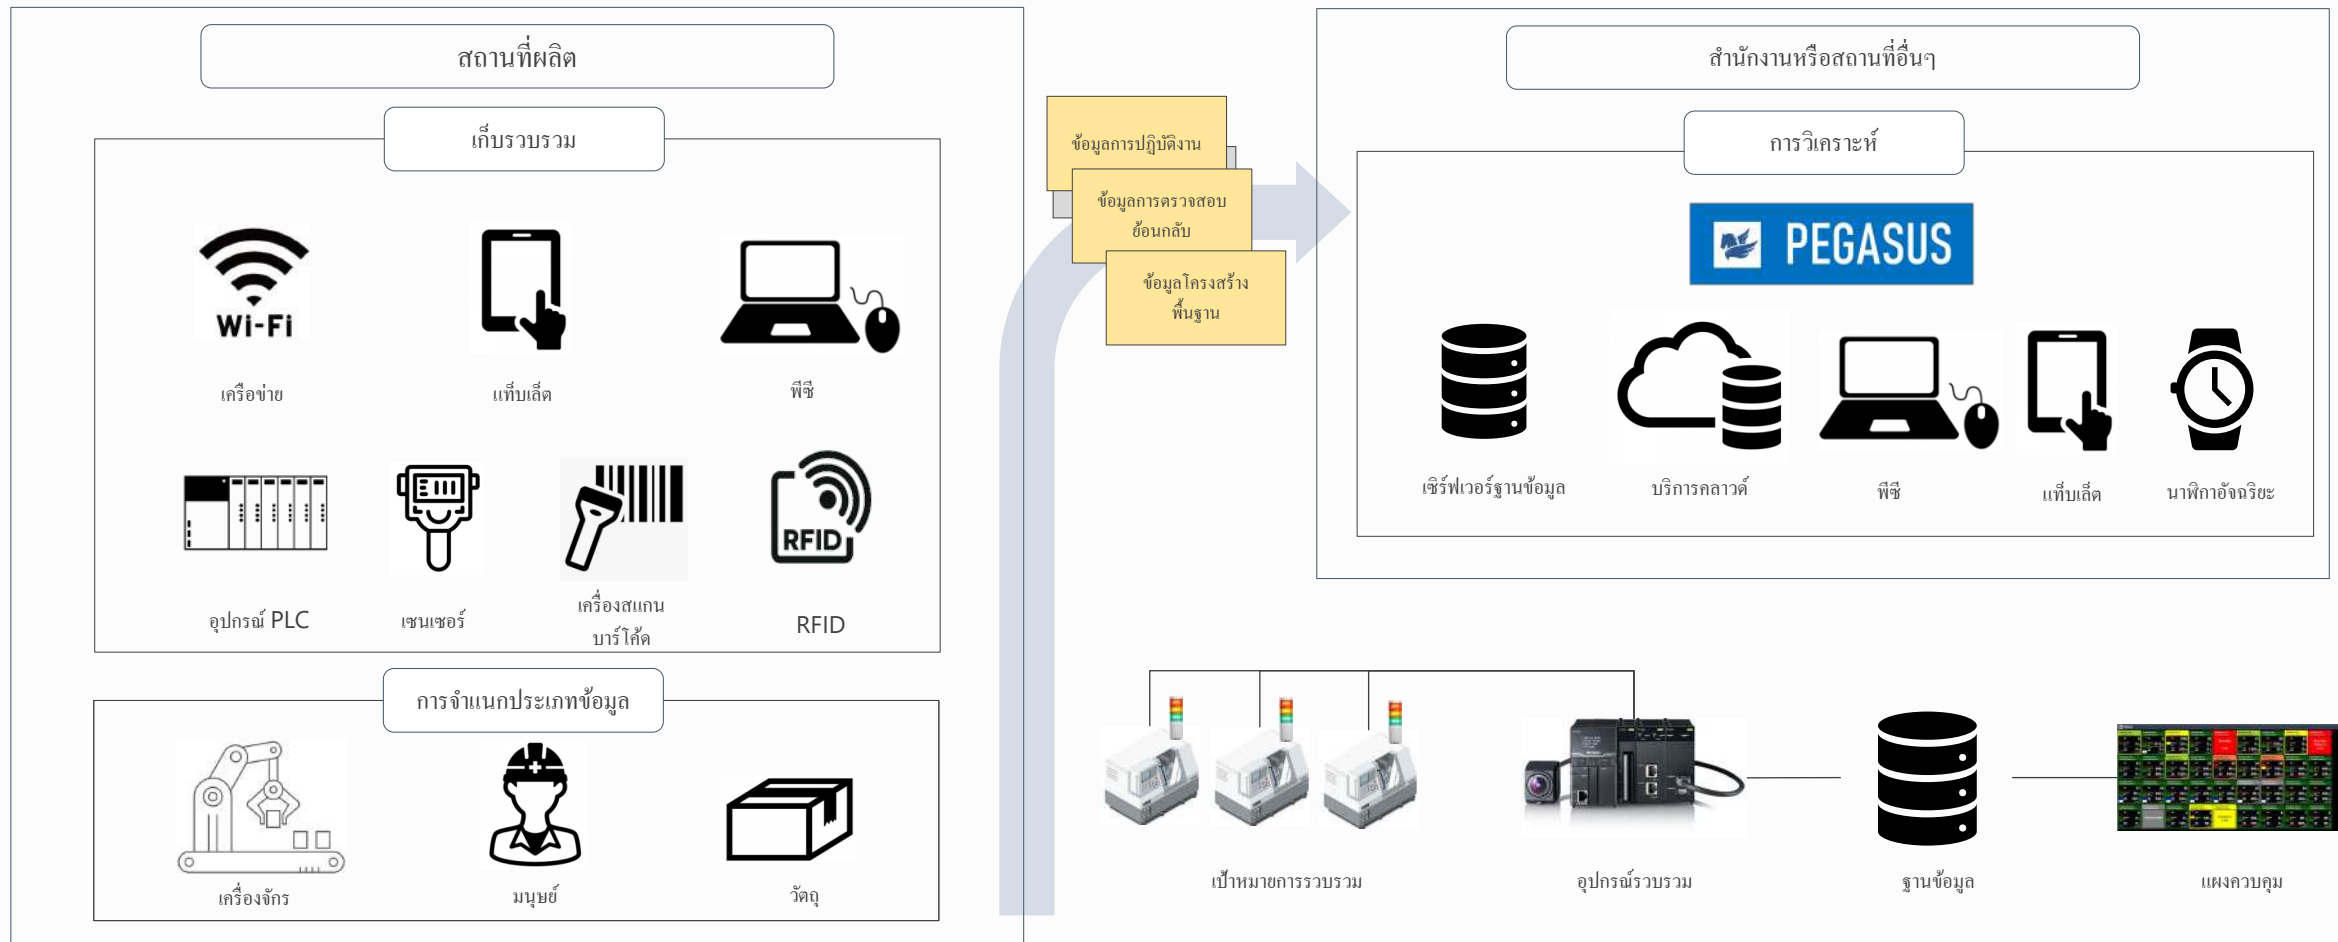 สถานที่ผลิต
เก็บรวบรวม
Wi-Fi
เครือข่าย
แท็บเล็ต
พีซี
RFID
อุปกรณ์ PLC
เซนเซอร์
เครื่องสแกน
บาร์โค้ด
RFID
การจำแนกประเภทข้อมูล
เครื่องจักร
มนุษย์
วัตถุ
ข้อมูลการปฏิบัติงาน
ข้อมูลการตรวจสอบ
ย้อนกลับ
ข้อมูลโครงสร้าง
พื้นฐาน
สำนักงานหรือสถานที่อื่นๆ
การวิเคราะห์
PEGASUS
เซิร์ฟเวอร์ฐานข้อมูล
บริการคลาวด์
พีซี
แท็บเล็ต
นาฬิกาอัจฉริยะ
เป้าหมายการรวบรวม
อุปกรณ์รวบรวม
ฐานข้อมูล
แผงควบคุม